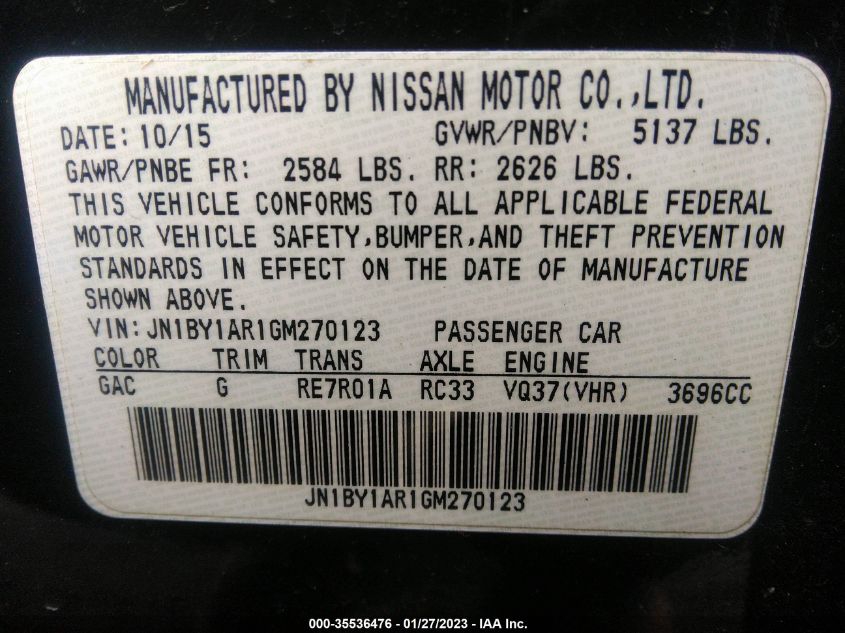 MANUFACTURED BY NISSAN MOTOR CO.,LTD.
DATE: 10/15 GVWR/PNBV: 5137 LBS.
GAWR/PNBE FR: 2584 LBS. RR: 2626 LBS.
THIS VEHICLE CONFORMS TO ALL APPLICABLE FEDERAL
MOTOR VEHICLE SAFETY,BUMPER,AND THEFT PREVENTION
STANDARDS IN EFFECT ON THE DATE OF MANUFACTURE
SHOWN ABOVE.
VIN: JN1BY1AR1GM270123 PASSENGER CAR
COLOR TRIM TRANS AXLE ENGINE
GAC G RE7R01A RC33 VQ37(VHR) 3696CC
JN1BY1AR1GM270123
000-35536476 - 01/27/2023 - IAA Inc.